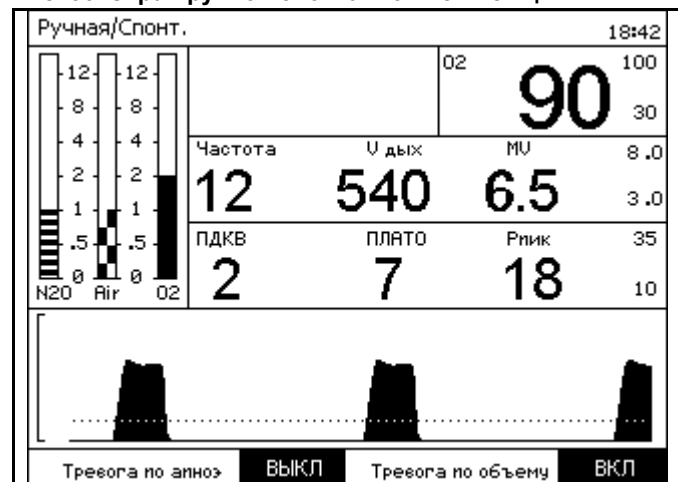 Ручная/Спонт. 18:42
12 12 O2 90 100
8 8 30
4 4 Частота V дых MV 8.0
2 2 12 540 6.5 3.0
1 1 ПДКВ ПЛАТО Рпик 35
.5 .5 2 7 18 10
0 0
N2O Air O2
Тревога по апноэ ВЫКЛ Тревога по объему ВКЛ